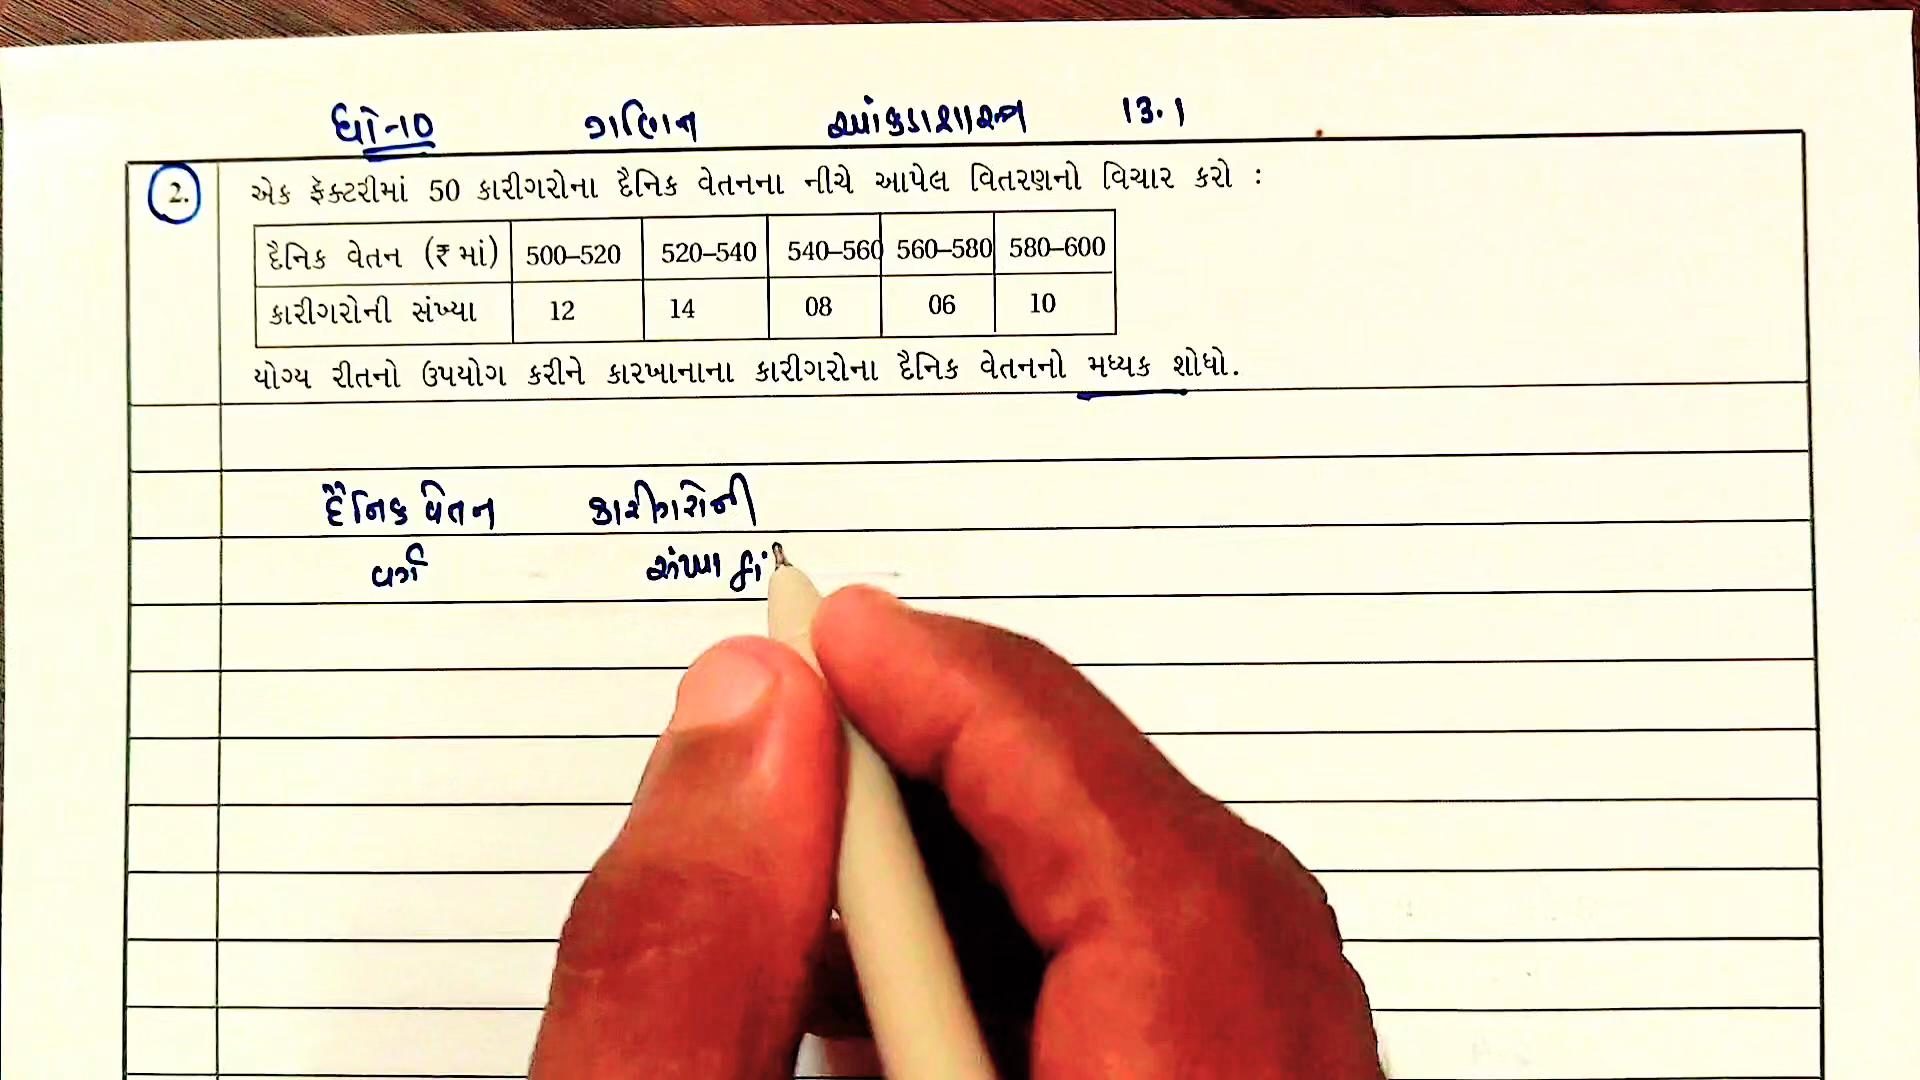 ધો-10 ગણિત આંકડાશાસ્ત્ર 13.1
2. એક ફૅક્ટરીમાં 50 કારીગરોના દૈનિક વેતનના નીચે આપેલ વિતરણનો વિચાર કરો :
દૈનિક વેતન (₹ માં) 500–520 520–540 540–560 560–580 580–600
કારીગરોની સંખ્યા 12 14 08 06 10
યોગ્ય રીતનો ઉપયોગ કરીને કારખાનાના કારીગરોના દૈનિક વેતનનો મધ્યક શોધો.
દૈનિક વેતન કારીગરોની
વર્ગ સંખ્યા fi